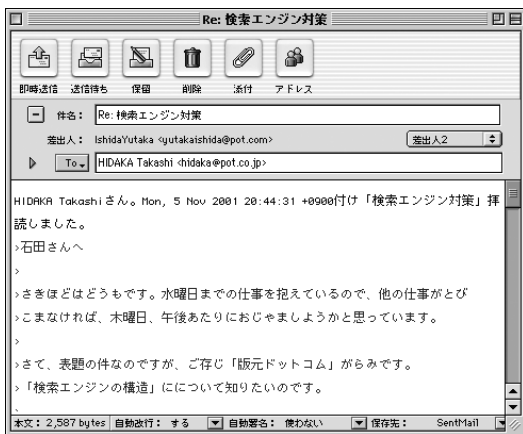 Re: 検索エンジン対策
即時送信 送信待ち 保留 削除 添付 アドレス
件名： Re: 検索エンジン対策
差出人： IshidaYutaka <yutakaishida@pot.com> 差出人2
To HIDAKA Takashi <hidaka@pot.co.jp>
HIDAKA Takashiさん。Mon, 5 Nov 2001 20:44:31 +0900付け「検索エンジン対策」拝
読しました。
>石田さんへ
>
>さきほどはどうもです。水曜日までの仕事を抱えているので、他の仕事がとび
>こまなければ、木曜日、午後あたりにおじゃましようかと思っています。
>
>さて、表題の件なのですが、ご存じ「版元ドットコム」がらみです。
>「検索エンジンの構造」にについて知りたいのです。
本文：2,587 bytes 自動改行： する 自動署名： 使わない 保存先： SentMail